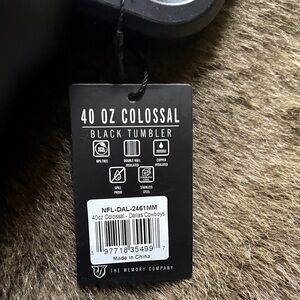 40 OZ COLOSSAL
BLACK TUMBLER
BPA FREE
DOUBLE WALL INSULATED
COPPER INSULATED
SPILL PROOF
STAINLESS STEEL
NFL-DAL-2461MM
40oz Colossal - Dallas Cowboys
97718 35499
Made in China
THE MEMORY COMPANY